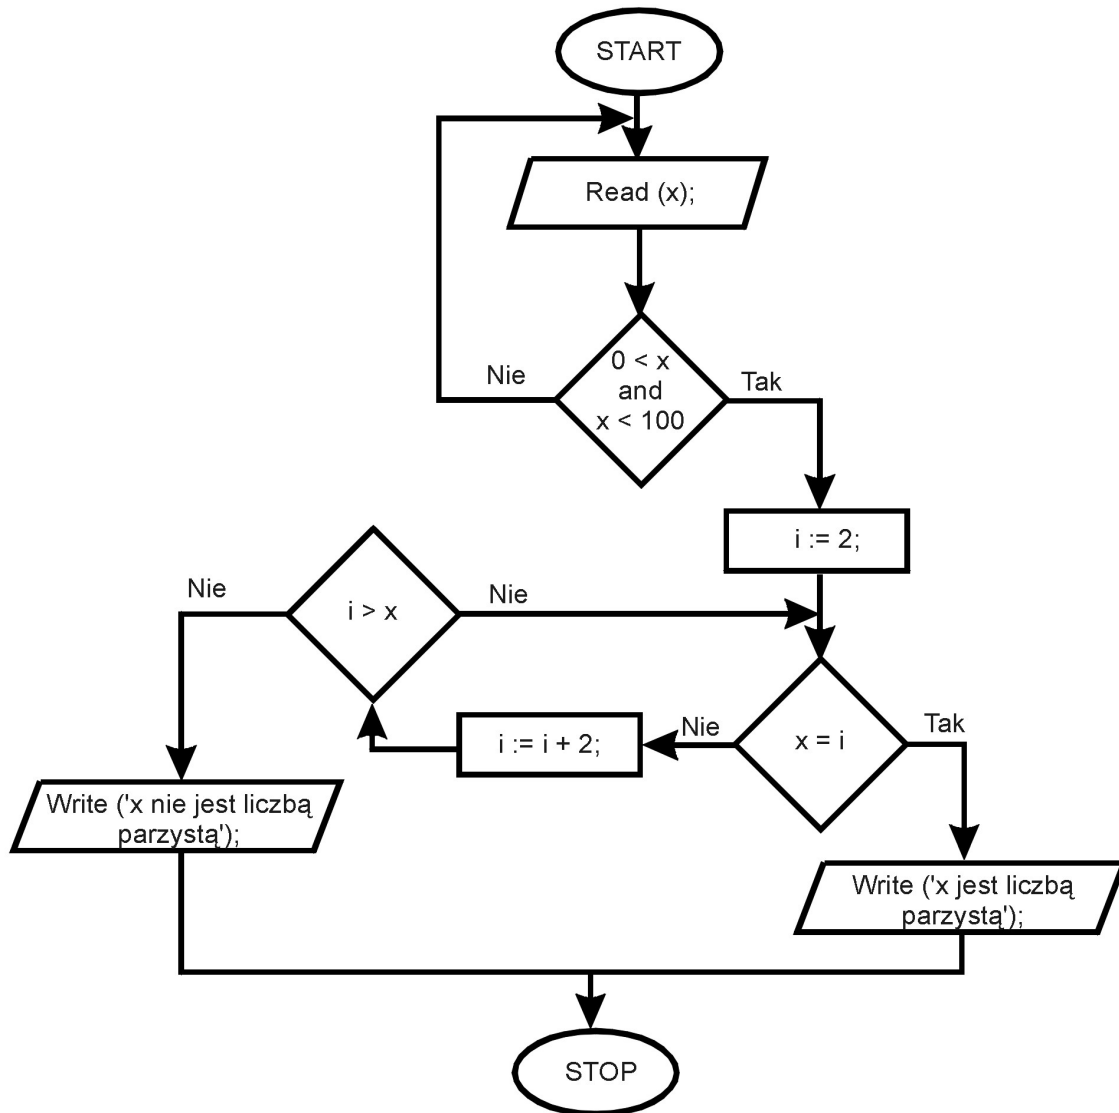 START
Read (x);
0 < x
and
x < 100
Nie
Tak
i := 2;
Nie
i > x
Nie
Nie
i := i + 2;
x = i
Tak
Write ('x nie jest liczbą
parzystą');
Write ('x jest liczbą
parzystą');
STOP